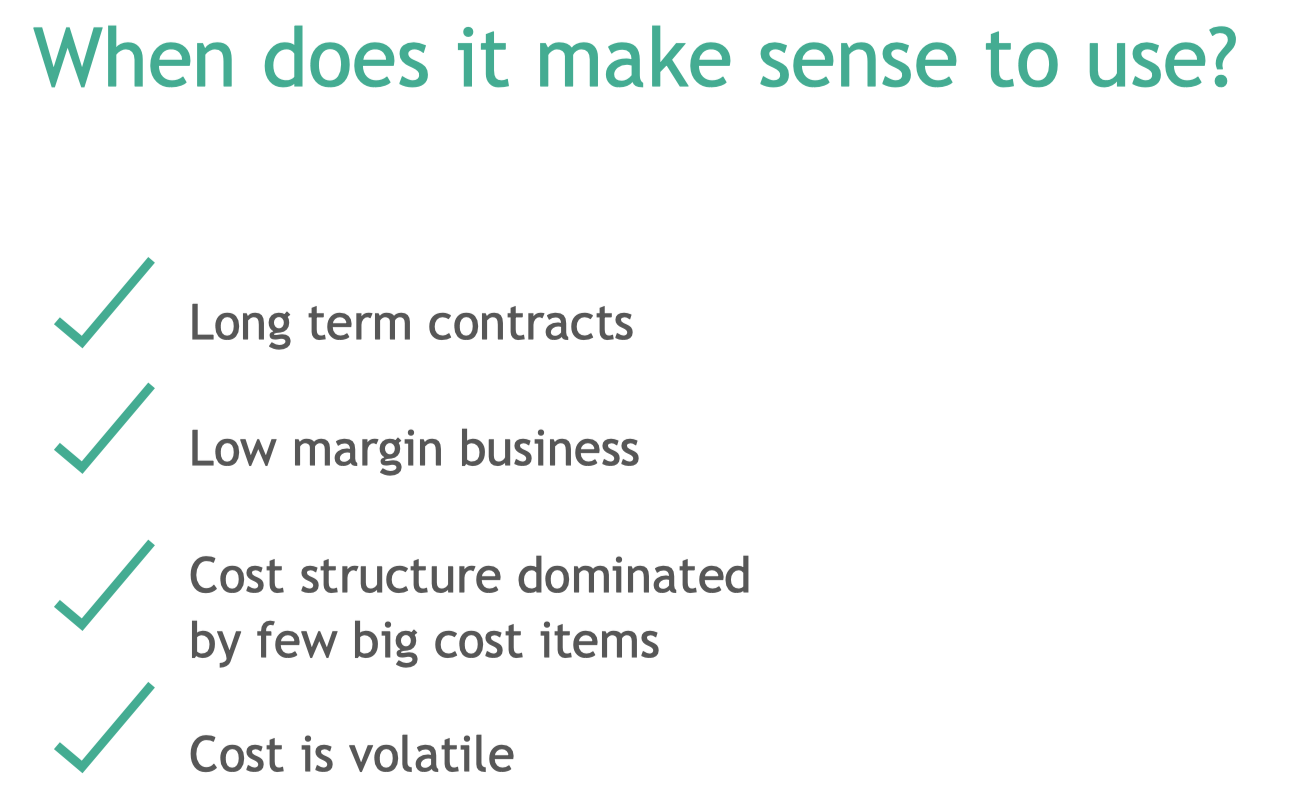 When does it make sense to use?
Long term contracts
Low margin business
Cost structure dominated
by few big cost items
Cost is volatile